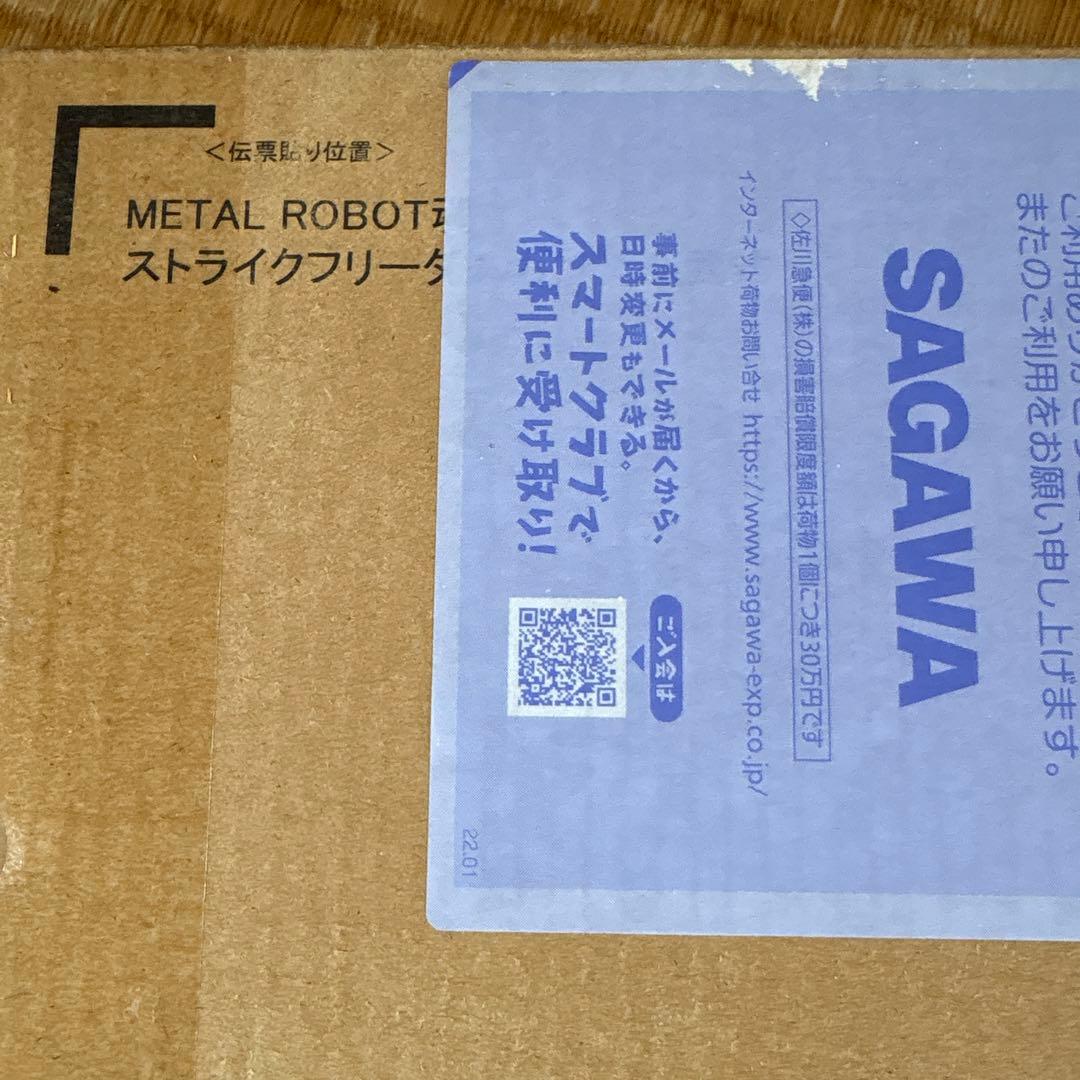 ＜伝票貼り位置＞
METAL ROBOT
ストライクフリーダ
またのご利用をお願い申し上げます。
SAGAWA
◇佐川急便(株)の損害賠償限度額は荷物1個につき30万円です
インターネット荷物お問い合せ https://www.sagawa-exp.co.jp/
事前にメールが届くから、
日時変更もできる。
スマートクラブで
便利に受け取り!
ご入会は
22.01